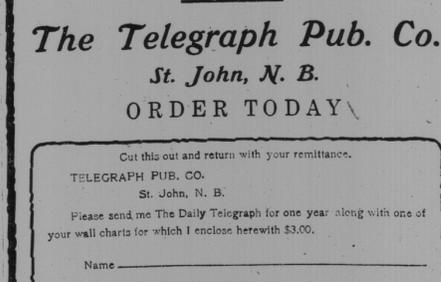 The Telegraph Pub. Co.
St. John, N. B.
ORDER TODAY
Cut this out and return with your remittance.
TELEGRAPH PUB. CO.
St. John, N. B.
Please send me The Daily Telegraph for one year along with one of
your wall charts for which I enclose herewith $3.00.
Name